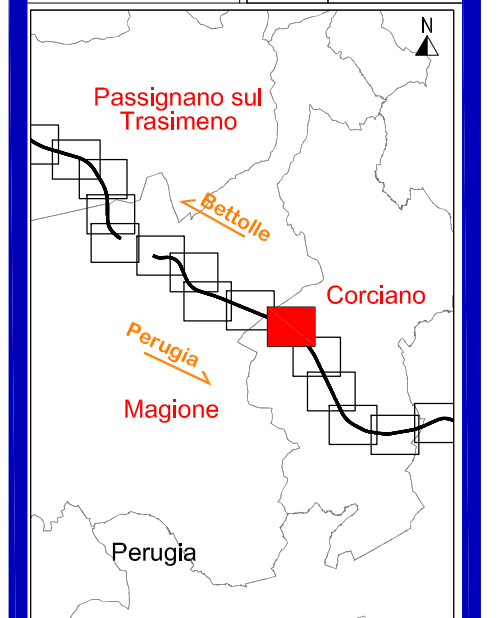 N
Passignano sul
Trasimeno
Bettolle
Corciano
Perugia
Magione
Perugia